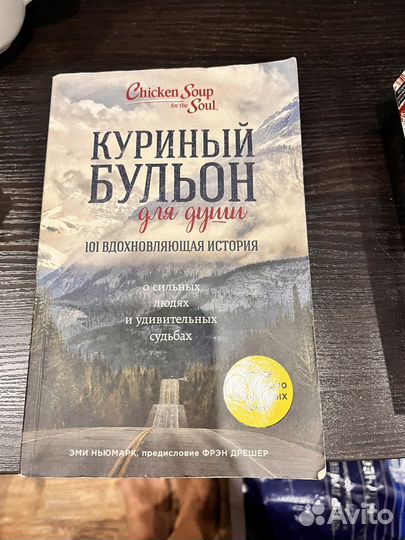 Chicken Soup
for the
Soul
КУРИНЫЙ
БУЛЬОН
для души
101 ВДОХНОВЛЯЮЩАЯ ИСТОРИЯ
о сильных
людях
и удивительных
судьбах
ЭМИ НЬЮМАРК, предисловие ФРЭН ДРЕШЕР
Avito